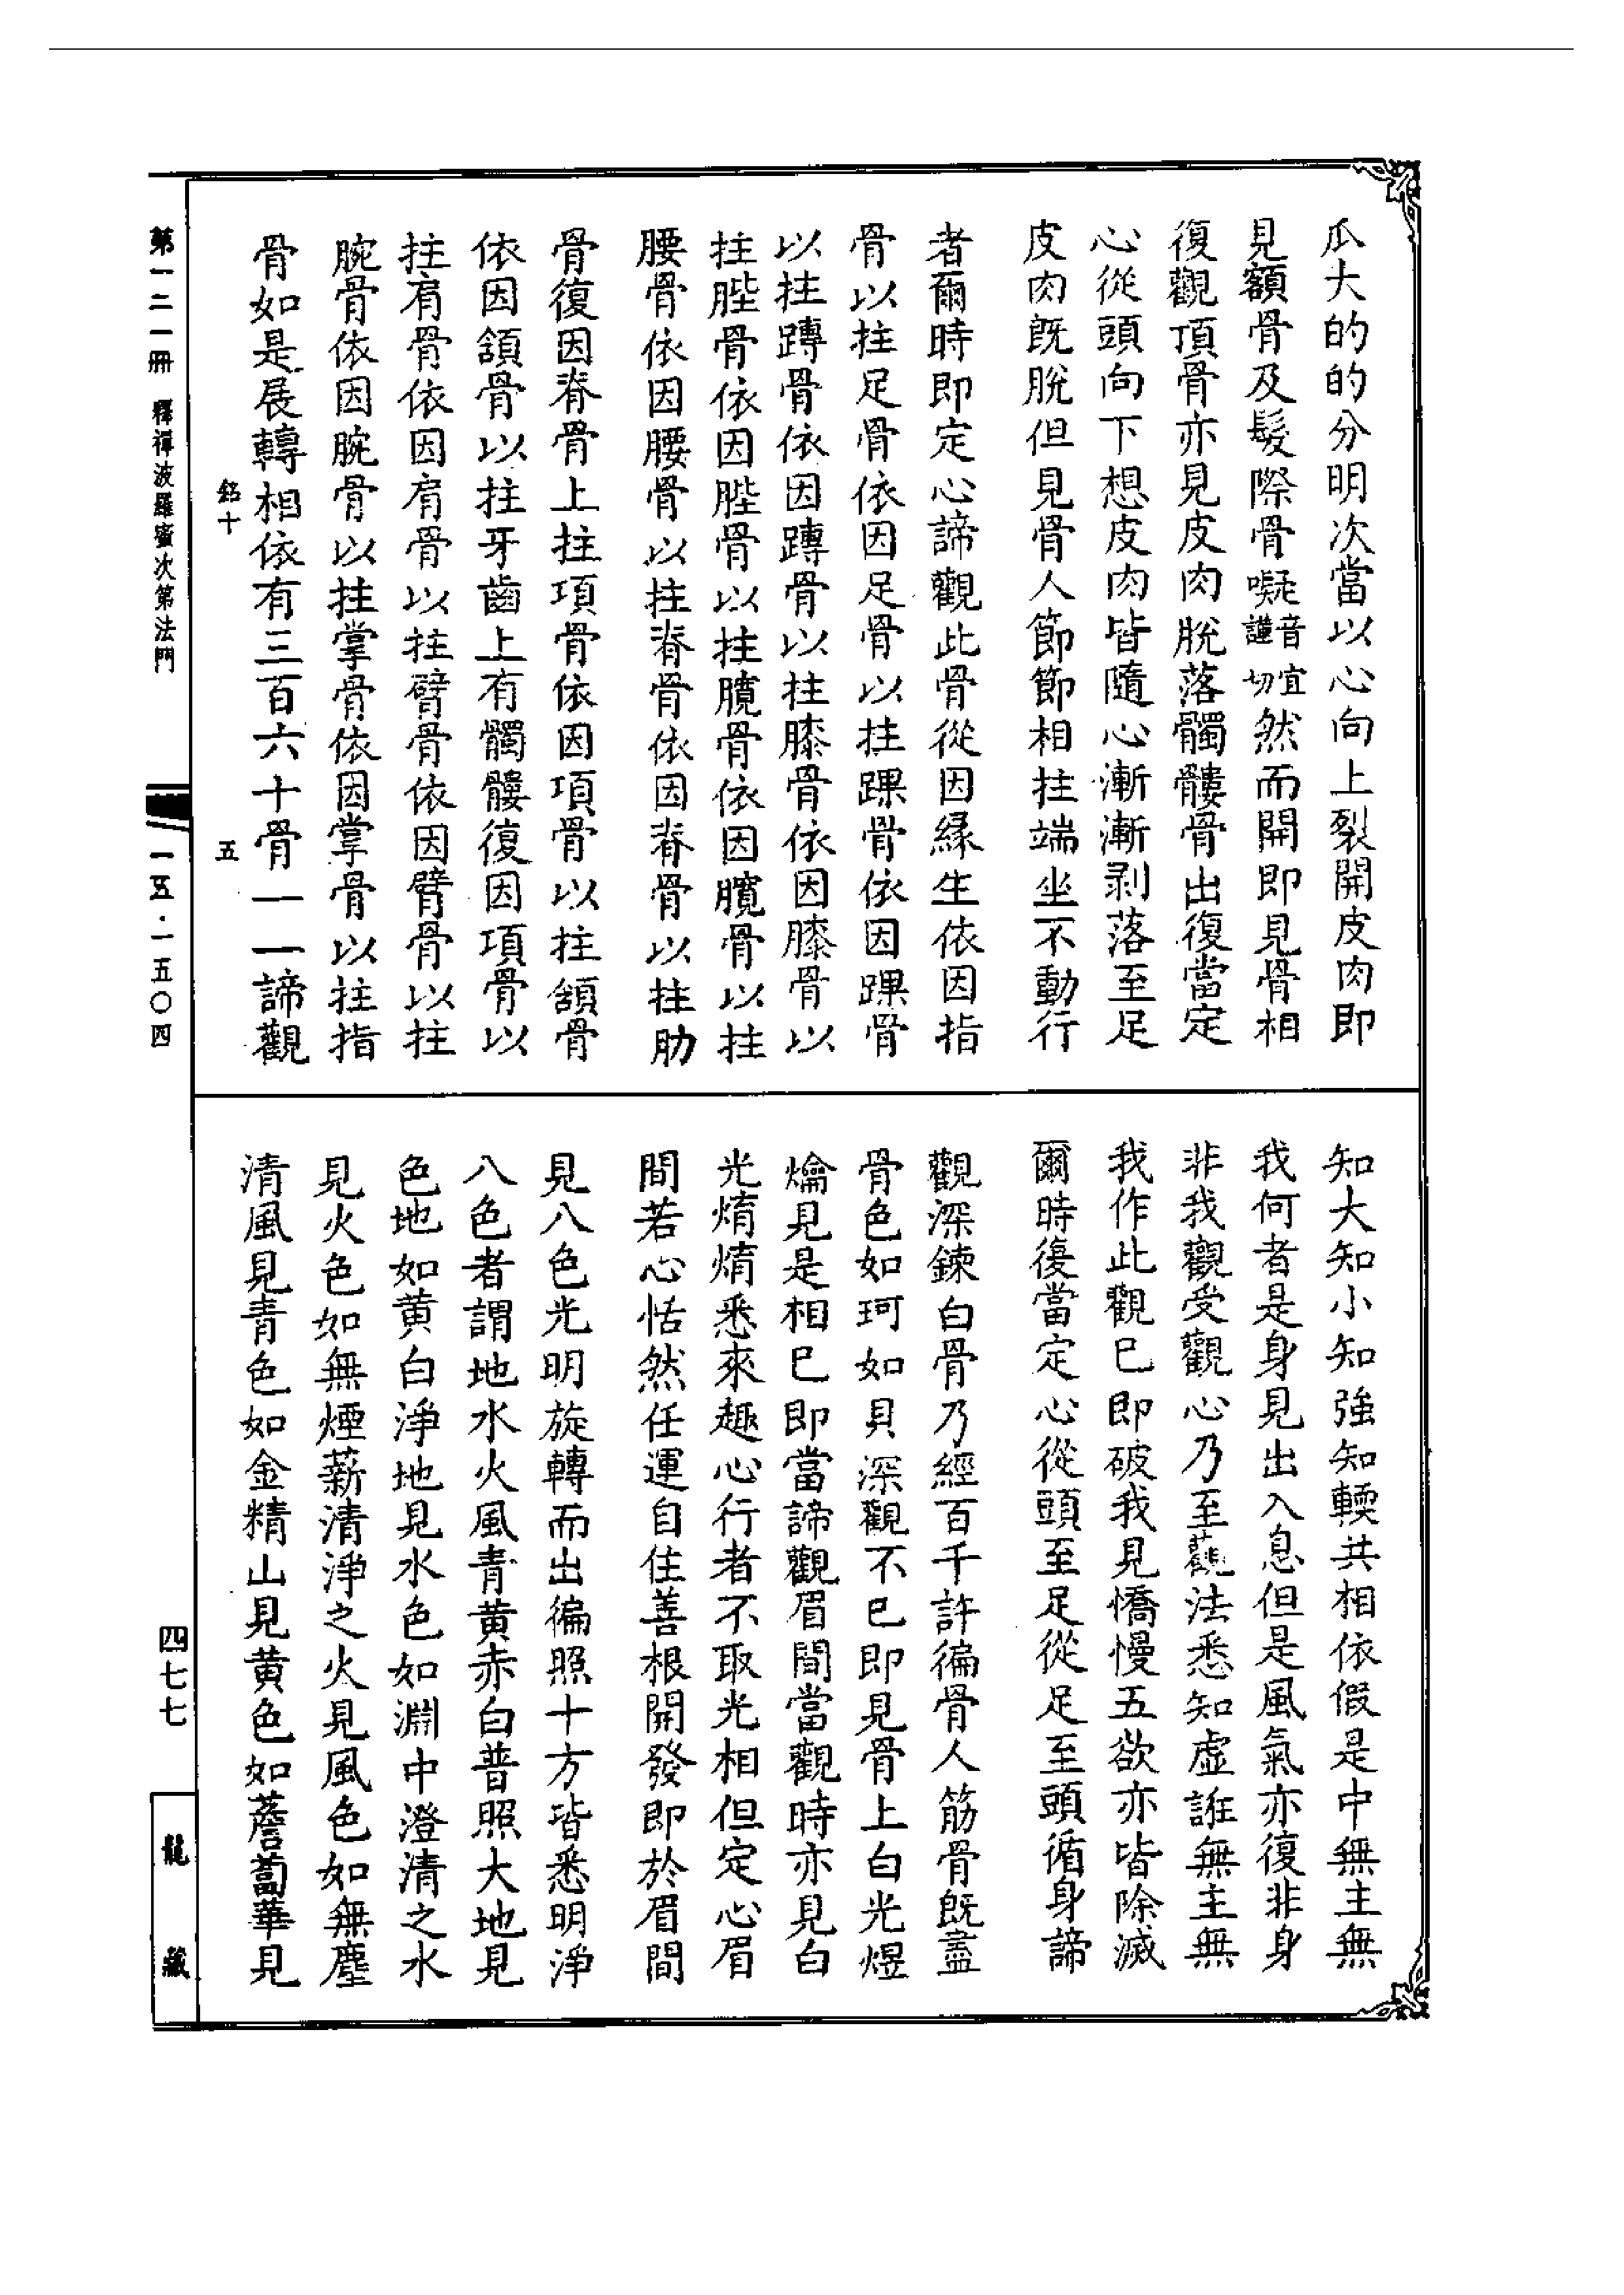 瓜大的的分明次當以心向上裂開皮肉即
見額骨及髮際骨㘈音宜謹切然而開即見骨相
復觀頂骨亦見皮肉脫落髑髏骨出復當定
心從頭向下想皮肉皆隨心漸漸剥落至足
皮肉既脫但見骨人節節相拄端坐不動行
者爾時即定心諦觀此骨從因緣生依因指
骨以拄足骨依因足骨以拄踝骨依因踝骨
以拄䏝骨依因䏝骨以拄膝骨依因膝骨以
拄䏶骨依因䏶骨以拄臗骨依因臗骨以拄
腰骨依因腰骨以拄脊骨依因脊骨以拄肋
骨復因脊骨上拄項骨依因項骨以拄頷骨
依因頷骨以拄牙齒上有髑髏復因項骨以
拄肩骨依因肩骨以拄臂骨依因臂骨以拄
腕骨依因腕骨以拄掌骨依因掌骨以拄指
骨如是展轉相依有三百六十骨一一諦觀
知大知小知強知輭共相依假是中無主無
我何者是身見出入息但是風氣亦復非身
非我觀受觀心乃至觀法悉知虛誑無主無
我作此觀已即破我見憍慢五欲亦皆除滅
爾時復當定心從頭至足從足至頭循身諦
觀深鍊白骨乃經百千許徧骨人筋骨既盡
骨色如珂如貝深觀不已即見骨上白光煜
爚見是相已即當諦觀眉間當觀時亦見白
光焴焴悉來趣心行者不取光相但定心眉
間若心恬然任運自住善根開發即於眉間
見八色光明旋轉而出徧照十方皆悉明淨
八色者謂地水火風青黃赤白普照大地見
色地如黃白淨地見水色如淵中澄清之水
見火色如無煙薪清淨之火見風色如無塵
清風見青色如金精山見黃色如薝蔔華見
銘十
五
第一二一冊 釋禪波羅蜜次第法門
一五·一五〇四
四七七
龍藏